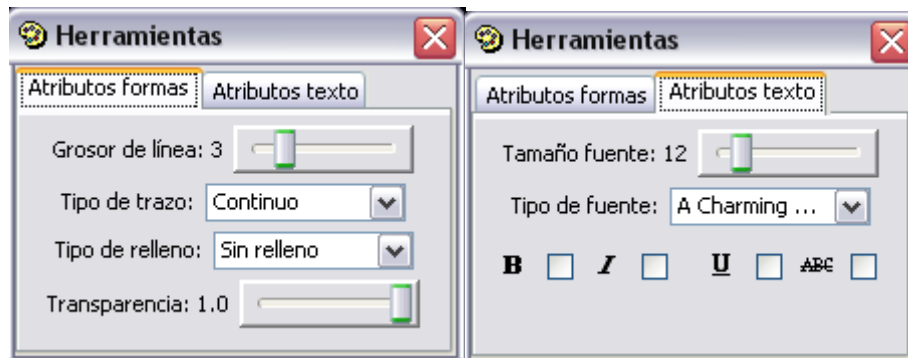 Herramientas
Atributos formas Atributos texto
Grosor de línea: 3
Tipo de trazo: Continuo
Tipo de relleno: Sin relleno
Transparencia: 1.0
Herramientas
Atributos formas Atributos texto
Tamaño fuente: 12
Tipo de fuente: A Charming ...
B I U ABC